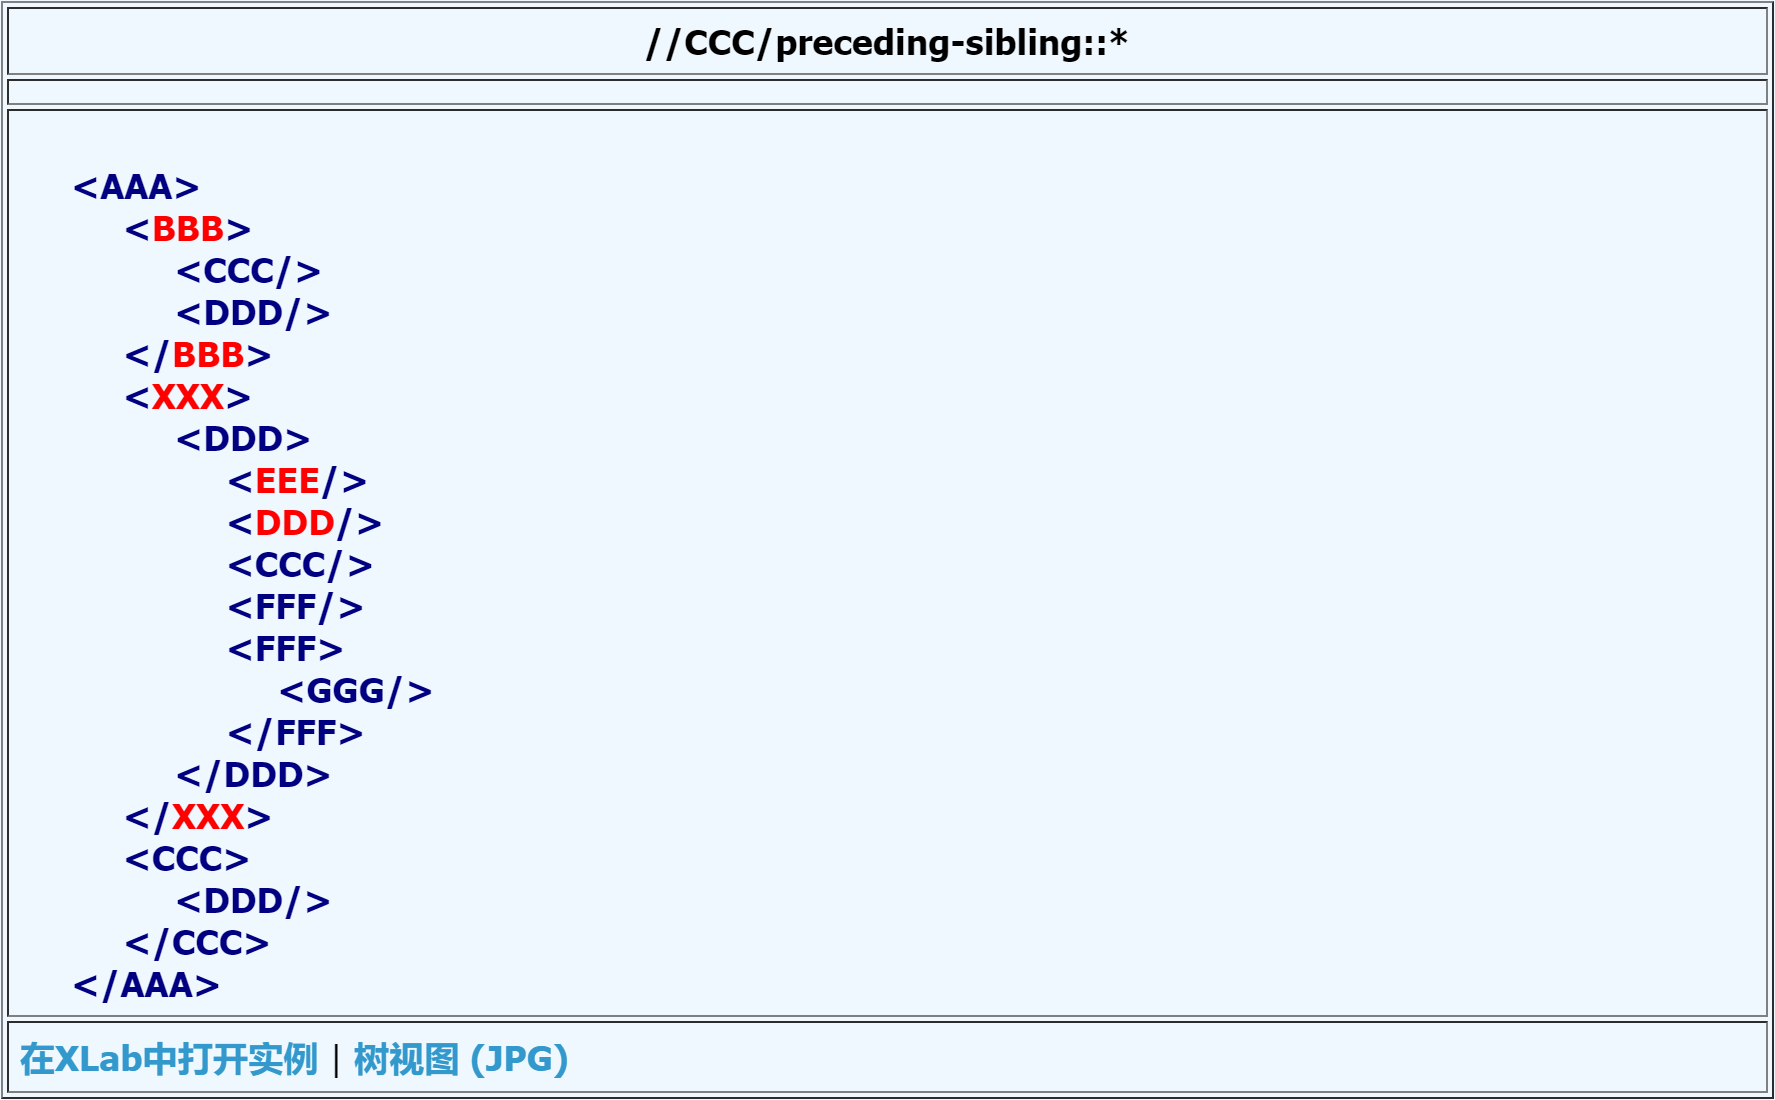 //CCC/preceding-sibling::*
<AAA>
<BBB>
<CCC/>
<DDD/>
</BBB>
<XXX>
<DDD>
<EEE/>
<DDD/>
<CCC/>
<FFF/>
<FFF>
<GGG/>
</FFF>
</DDD>
</XXX>
<CCC>
<DDD/>
</CCC>
</AAA>
在XLab中打开实例 | 树视图 (JPG)